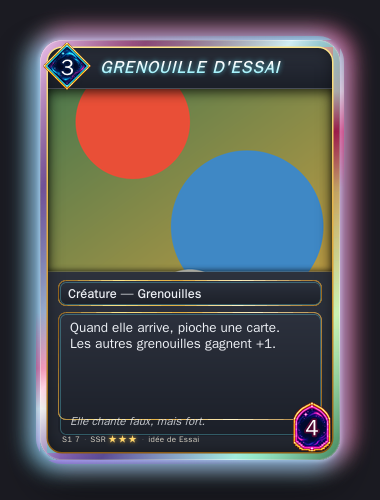 3
GRENOUILLE D'ESSAI
Créature — Grenouilles
Quand elle arrive, pioche une carte.
Les autres grenouilles gagnent +1.
Elle chante faux, mais fort.
S1 7 · SSR ★★★ · idée de Essai
4